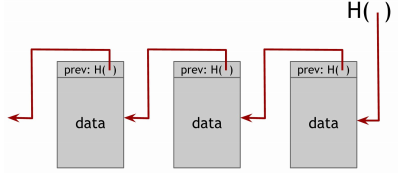 H( )
prev: H( ) prev: H( ) prev: H( )
data data data